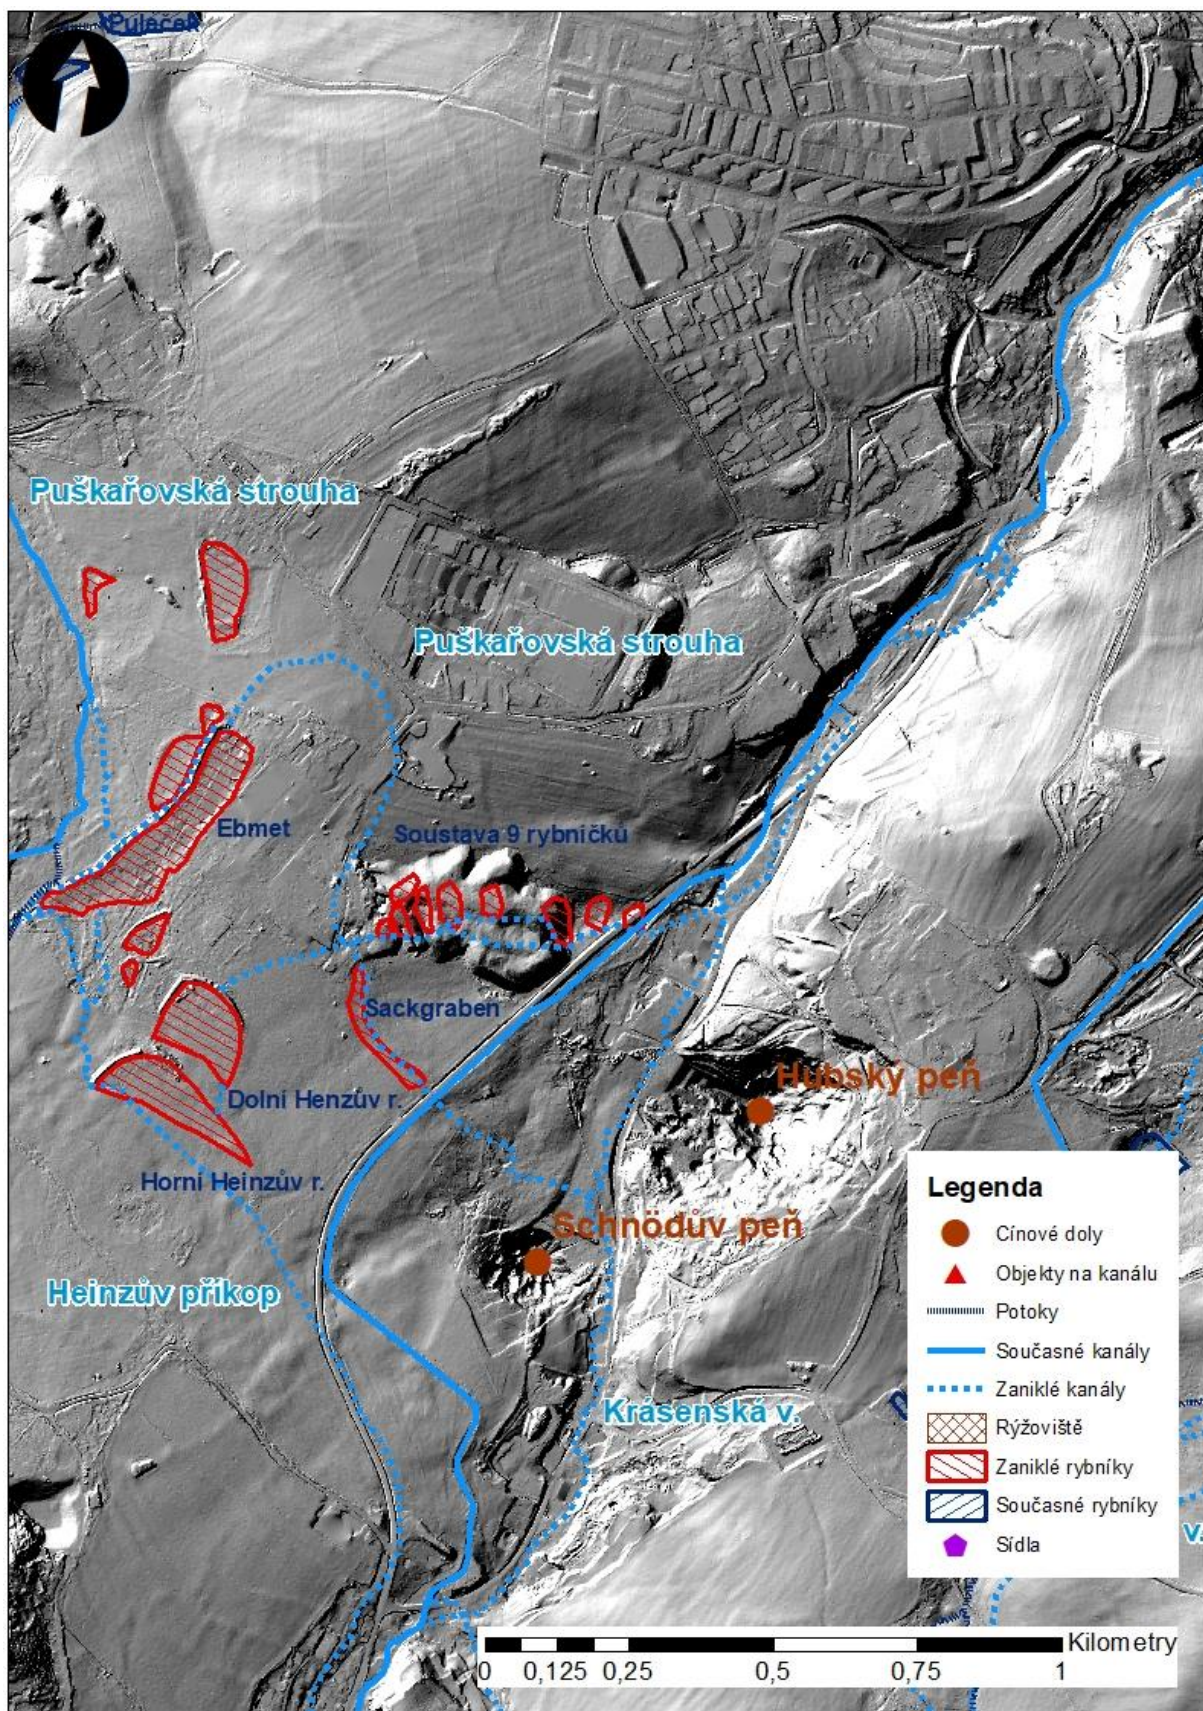 Puleček
Puškařovská strouha
Puškařovská strouha
Ebmet
Soustava 9 rybníčků
Sackgraben
Hubský peň
Dolní Henzův r.
Horní Heinzův r.
Schnödův peň
Heinzův příkop
Krásenská v.
Legenda
Cínové doly
Objekty na kanálu
Potoky
Současné kanály
Zaniklé kanály
Rýžoviště
Zaniklé rybníky
Současné rybníky
Sídla
v.
Kilometry
0 0,125 0,25 0,5 0,75 1